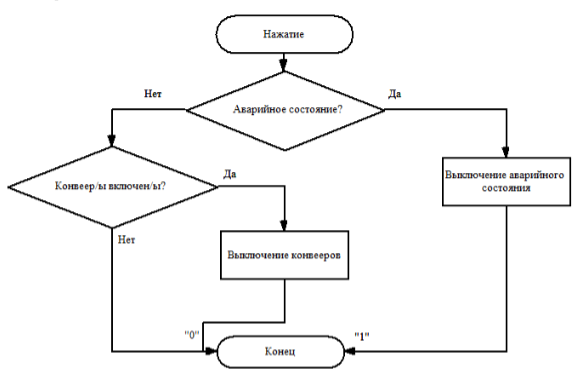 Нажатие
Нет
Аварийное состояние?
Да
Конвеер/ы включен/ы?
Да
Выключение аварийного
состояния
Нет
Выключение конвееров
"0"
"1"
Конец